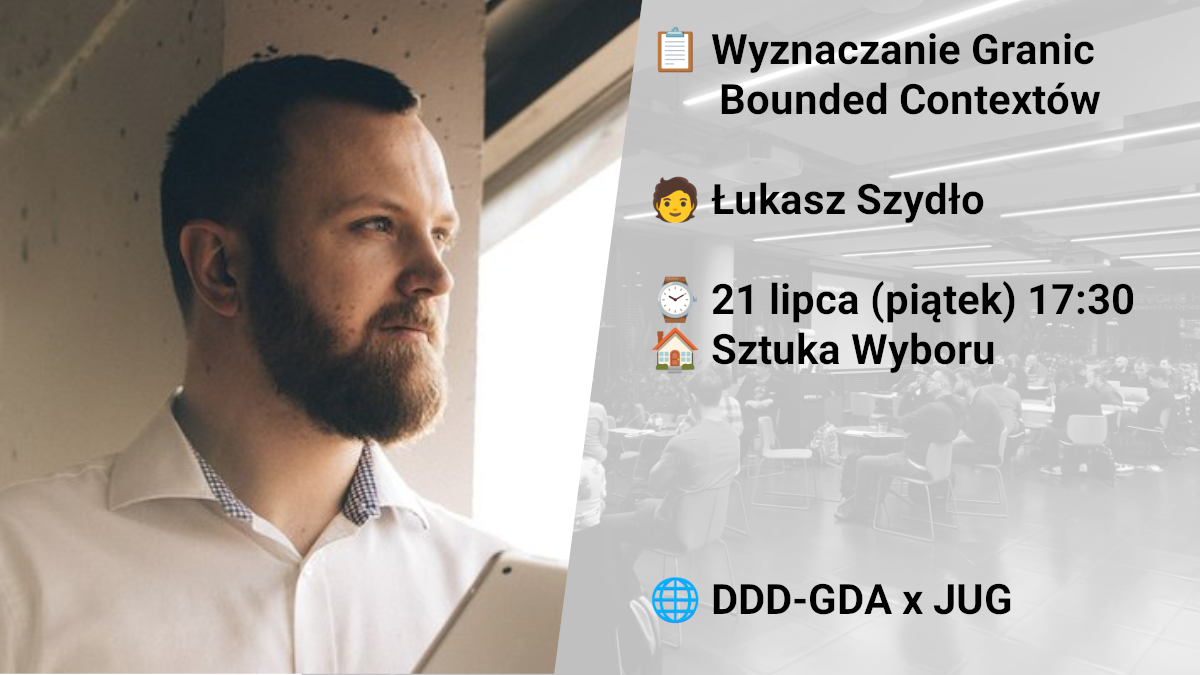 Wyznaczanie Granic
Bounded Contextów
Łukasz Szydło
21 lipca (piątek) 17:30
Sztuka Wyboru
DDD-GDA x JUG